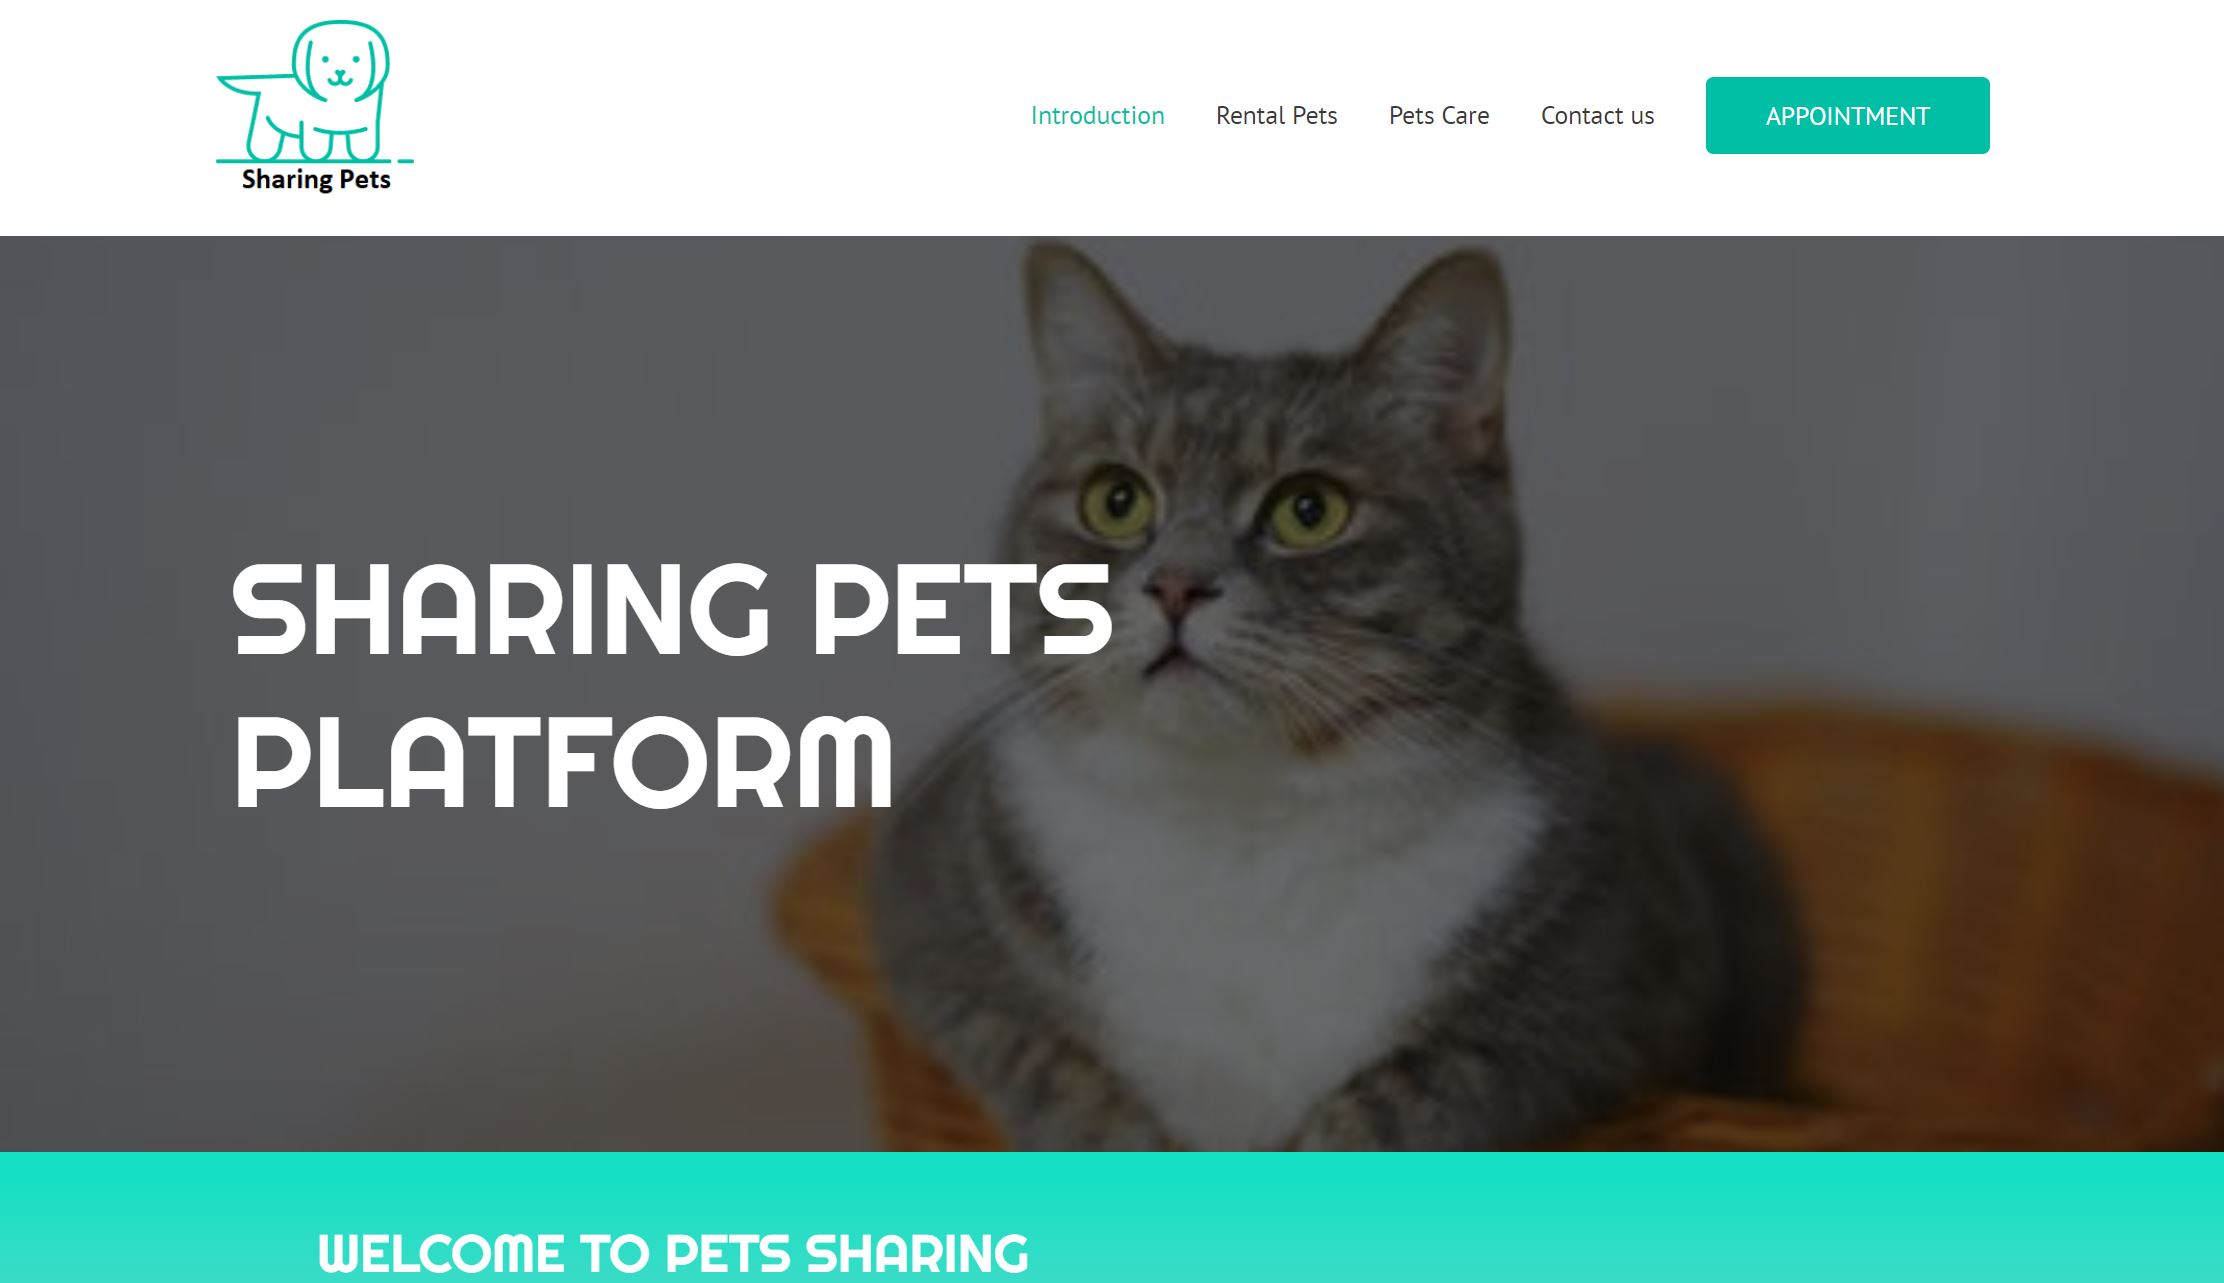 Sharing Pets
Introduction Rental Pets Pets Care Contact us APPOINTMENT
SHARING PETS
PLATFORM
WELCOME TO PETS SHARING